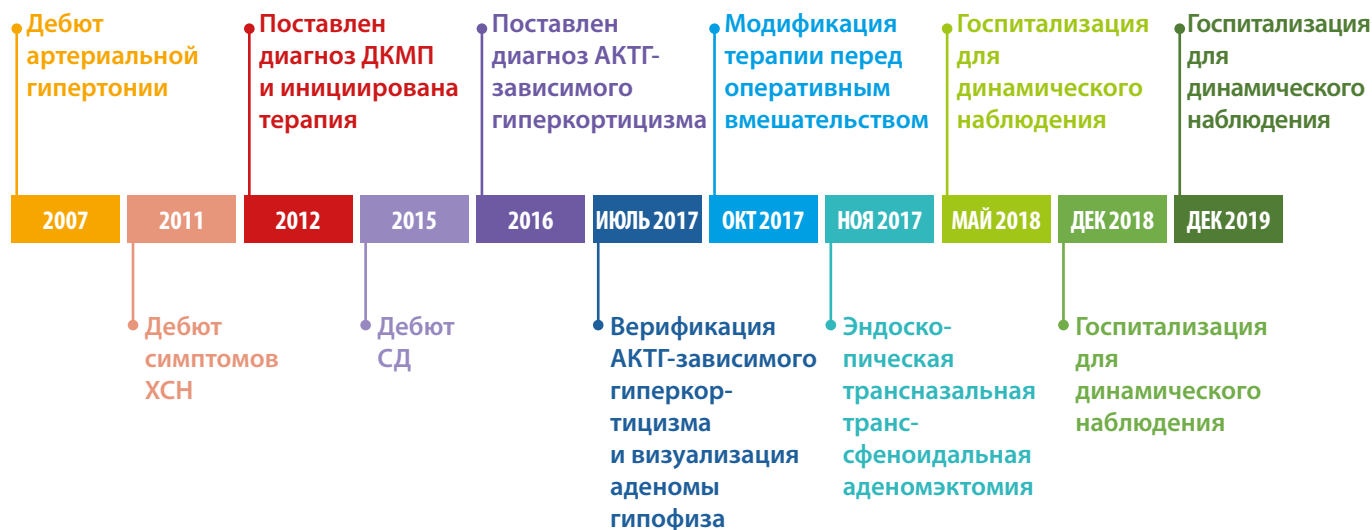 Дебют
артериальной
гипертонии
Поставлен
диагноз ДКМП
и инициирована
терапия
Поставлен
диагноз АКТГ-
зависимого
гиперкортицизма
Модификация
терапии перед
оперативным
вмешательством
Госпитализация
для
динамического
наблюдения
Госпитализация
для
динамического
наблюдения
2007
2011
2012
2015
2016
ИЮЛЬ 2017
ОКТ 2017
НОЯ 2017
МАЙ 2018
ДЕК 2018
ДЕК 2019
Дебют
симптомов
ХСН
Дебют
СД
Верификация
АКТГ-зависимого
гиперкор-
тицизма
и визуализация
аденомы
гипофиза
Эндоско-
пическая
трансназальная
транс-
сфеноидальная
аденомэктомия
Госпитализация
для
динамического
наблюдения